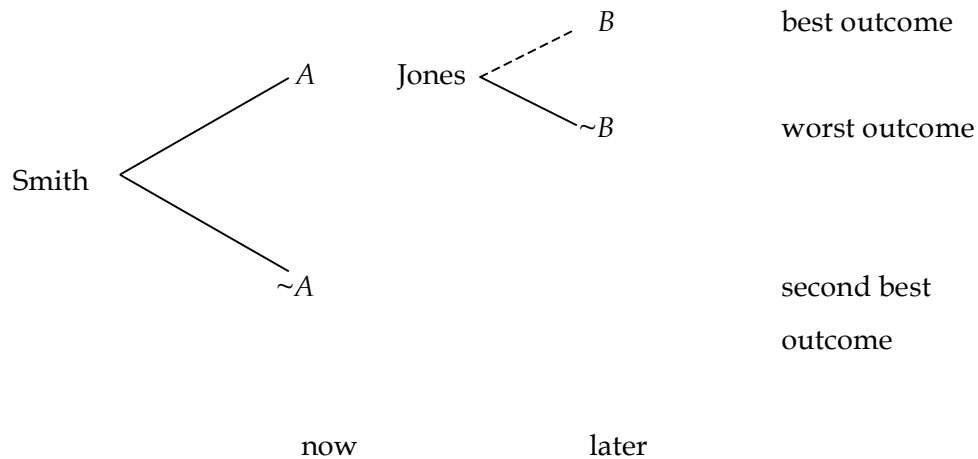 B best outcome
A Jones
~B worst outcome
Smith
~A second best
outcome
now later